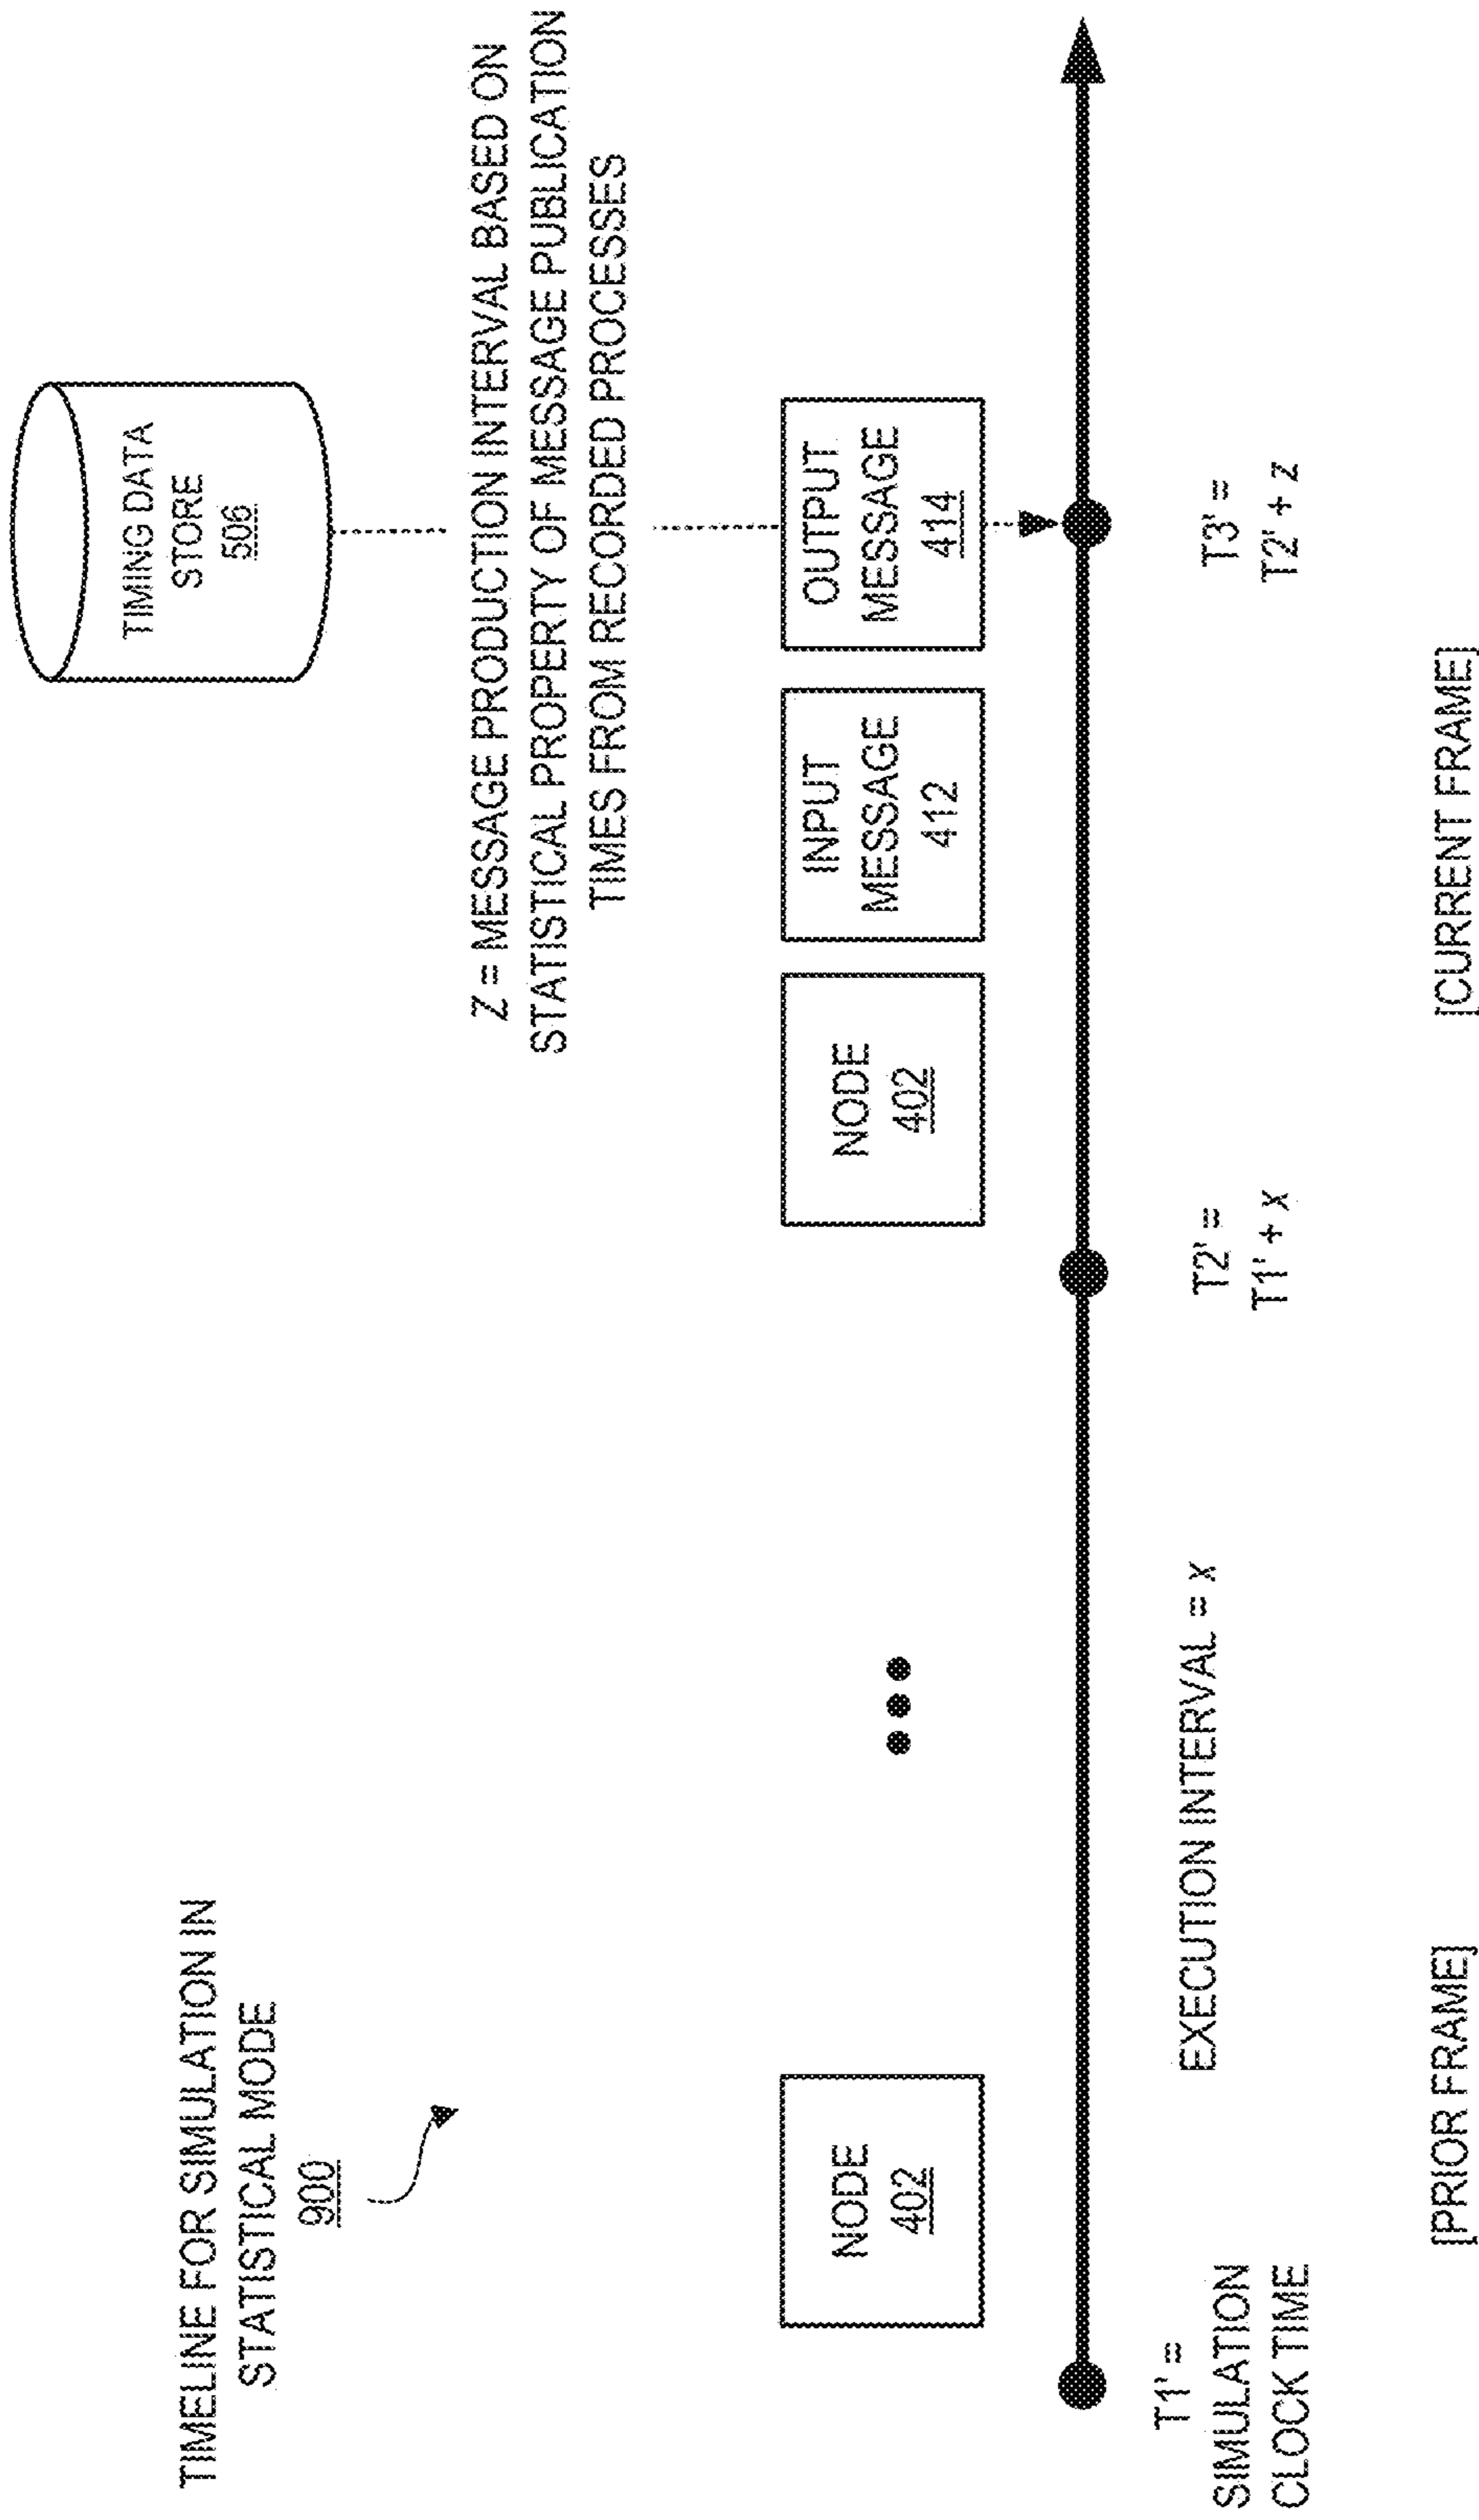 TIMELINE FOR SIMULATION IN
STATISTICAL MODE
900
TIMING DATA
STORE
506
Z = MESSAGE PRODUCTION INTERVAL BASED ON
STATISTICAL PROPERTY OF MESSAGE PUBLICATION
TIMES FROM RECORDED PROCESSES
NODE
402
NODE
402
INPUT
MESSAGE
412
OUTPUT
MESSAGE
414
T1' =
SIMULATION
CLOCK TIME
EXECUTION INTERVAL = x
T2' =
T1' + x
T3' =
T2' + z
[PRIOR FRAME]
[CURRENT FRAME]